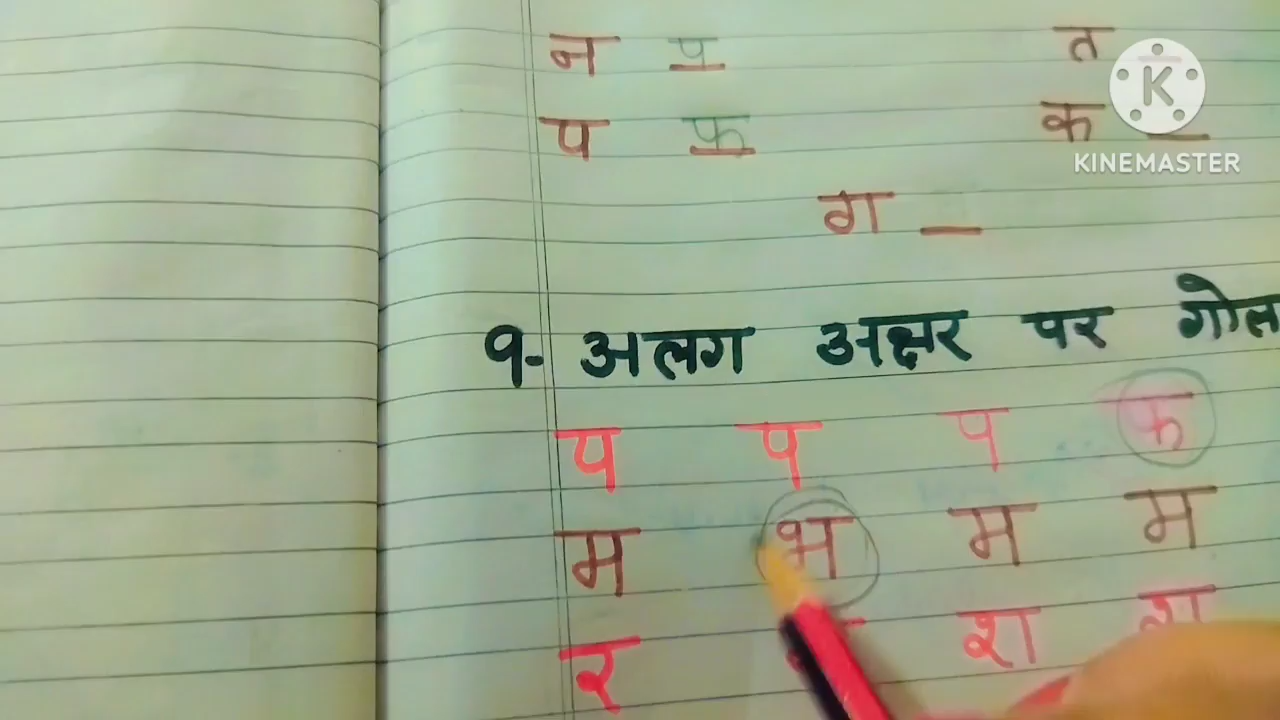 न प त
प फ क
ग
१- अलग अक्षर पर गोल
प प प फ
म भ म म
र श श
K
KINEMASTER